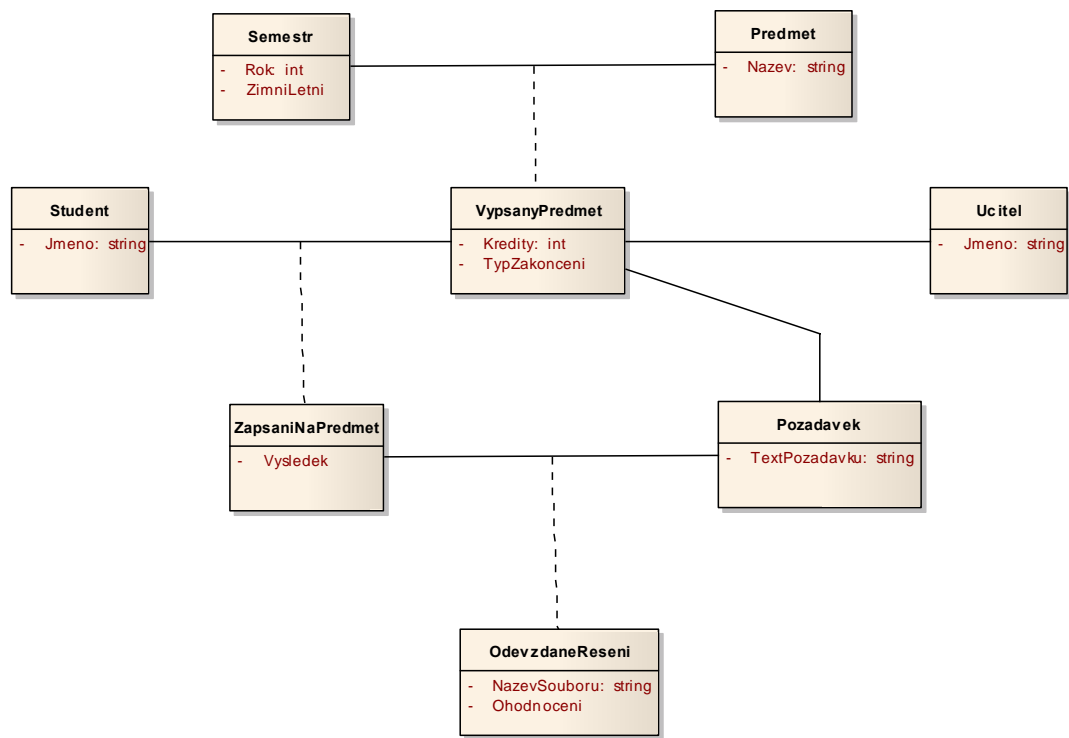 Semestr
- Rok: int
- ZimniLetni
Predmet
- Nazev: string
Student
- Jmeno: string
VypsanyPredmet
- Kredity: int
- TypZakonceni
Ucitel
- Jmeno: string
ZapsaniNaPredmet
- Vysledek
Pozadavek
- TextPozadavku: string
OdevzdaneReseni
- NazevSouboru: string
- Ohodnoceni